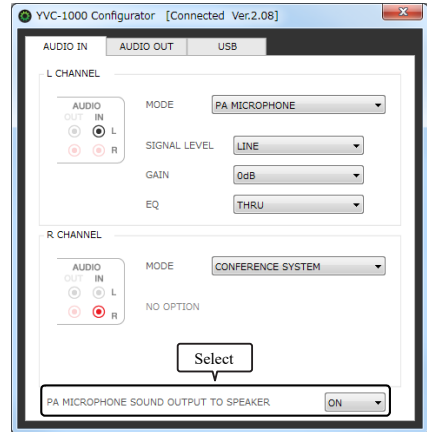 YVC-1000 Configurator [Connected Ver.2.08]
AUDIO IN AUDIO OUT USB
L CHANNEL
AUDIO
OUT IN
L
R
MODE PA MICROPHONE
SIGNAL LEVEL LINE
GAIN 0dB
EQ THRU
R CHANNEL
AUDIO
OUT IN
L
R
MODE CONFERENCE SYSTEM
NO OPTION
Select
PA MICROPHONE SOUND OUTPUT TO SPEAKER ON